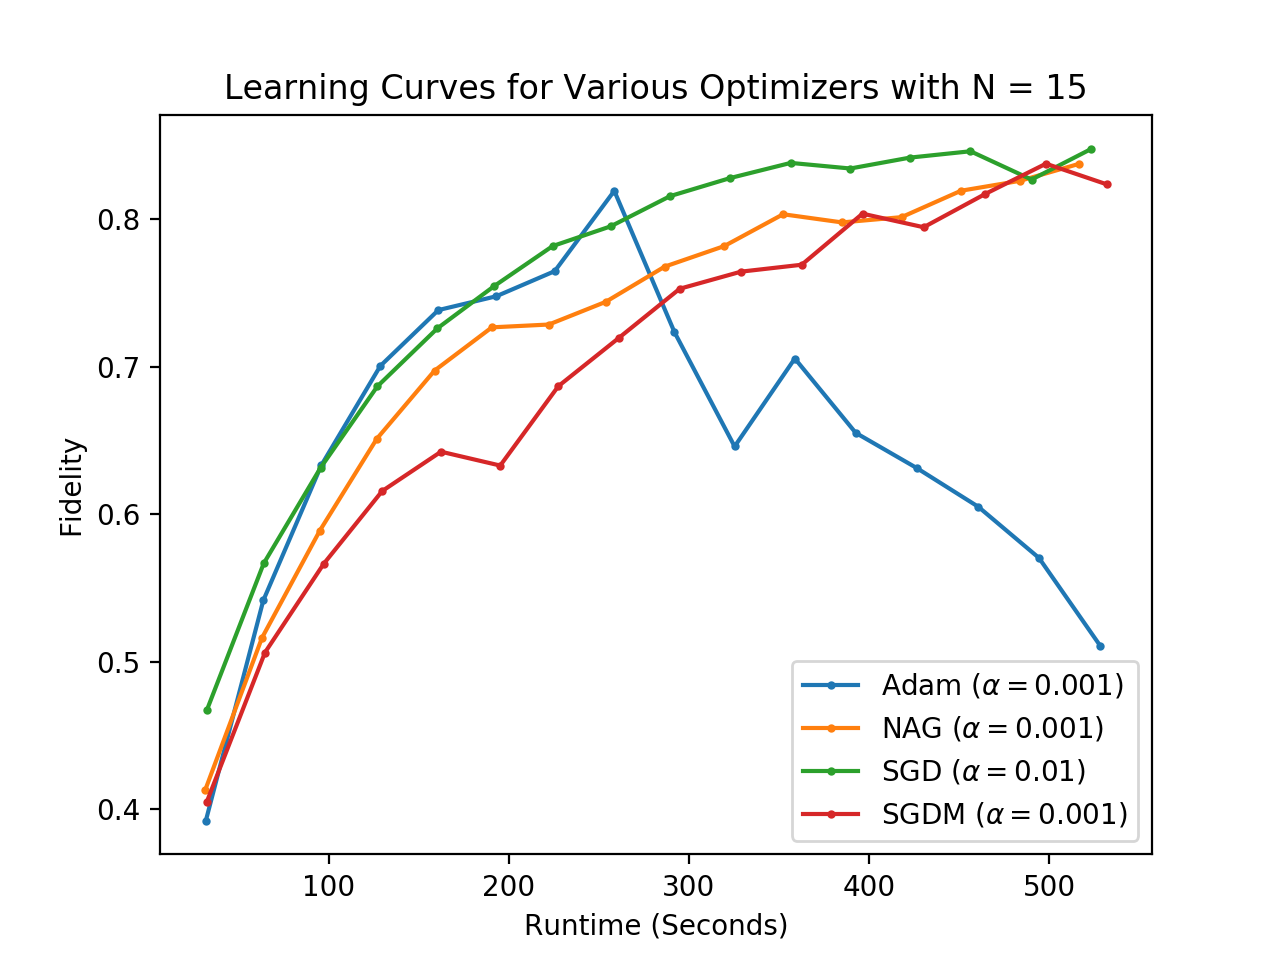 Learning Curves for Various Optimizers with N = 15
Fidelity
0.8
0.7
0.6
0.5
0.4
Adam (α = 0.001)
NAG (α = 0.001)
SGD (α = 0.01)
SGDM (α = 0.001)
100 200 300 400 500
Runtime (Seconds)